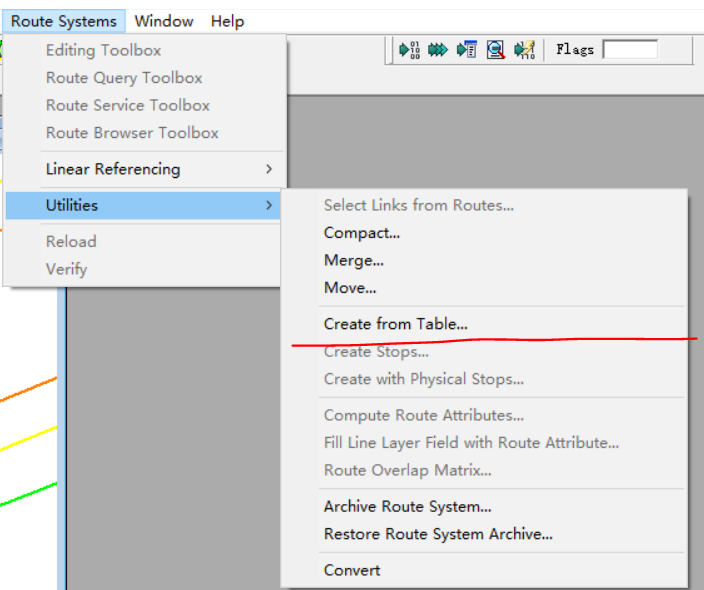 Route Systems Window Help
Editing Toolbox
Flags
Route Query Toolbox
Route Service Toolbox
Route Browser Toolbox
Linear Referencing
Utilities
Reload
Verify
Select Links from Routes...
Compact...
Merge...
Move...
Create from Table...
Create Stops...
Create with Physical Stops...
Compute Route Attributes...
Fill Line Layer Field with Route Attribute...
Route Overlap Matrix...
Archive Route System...
Restore Route System Archive...
Convert